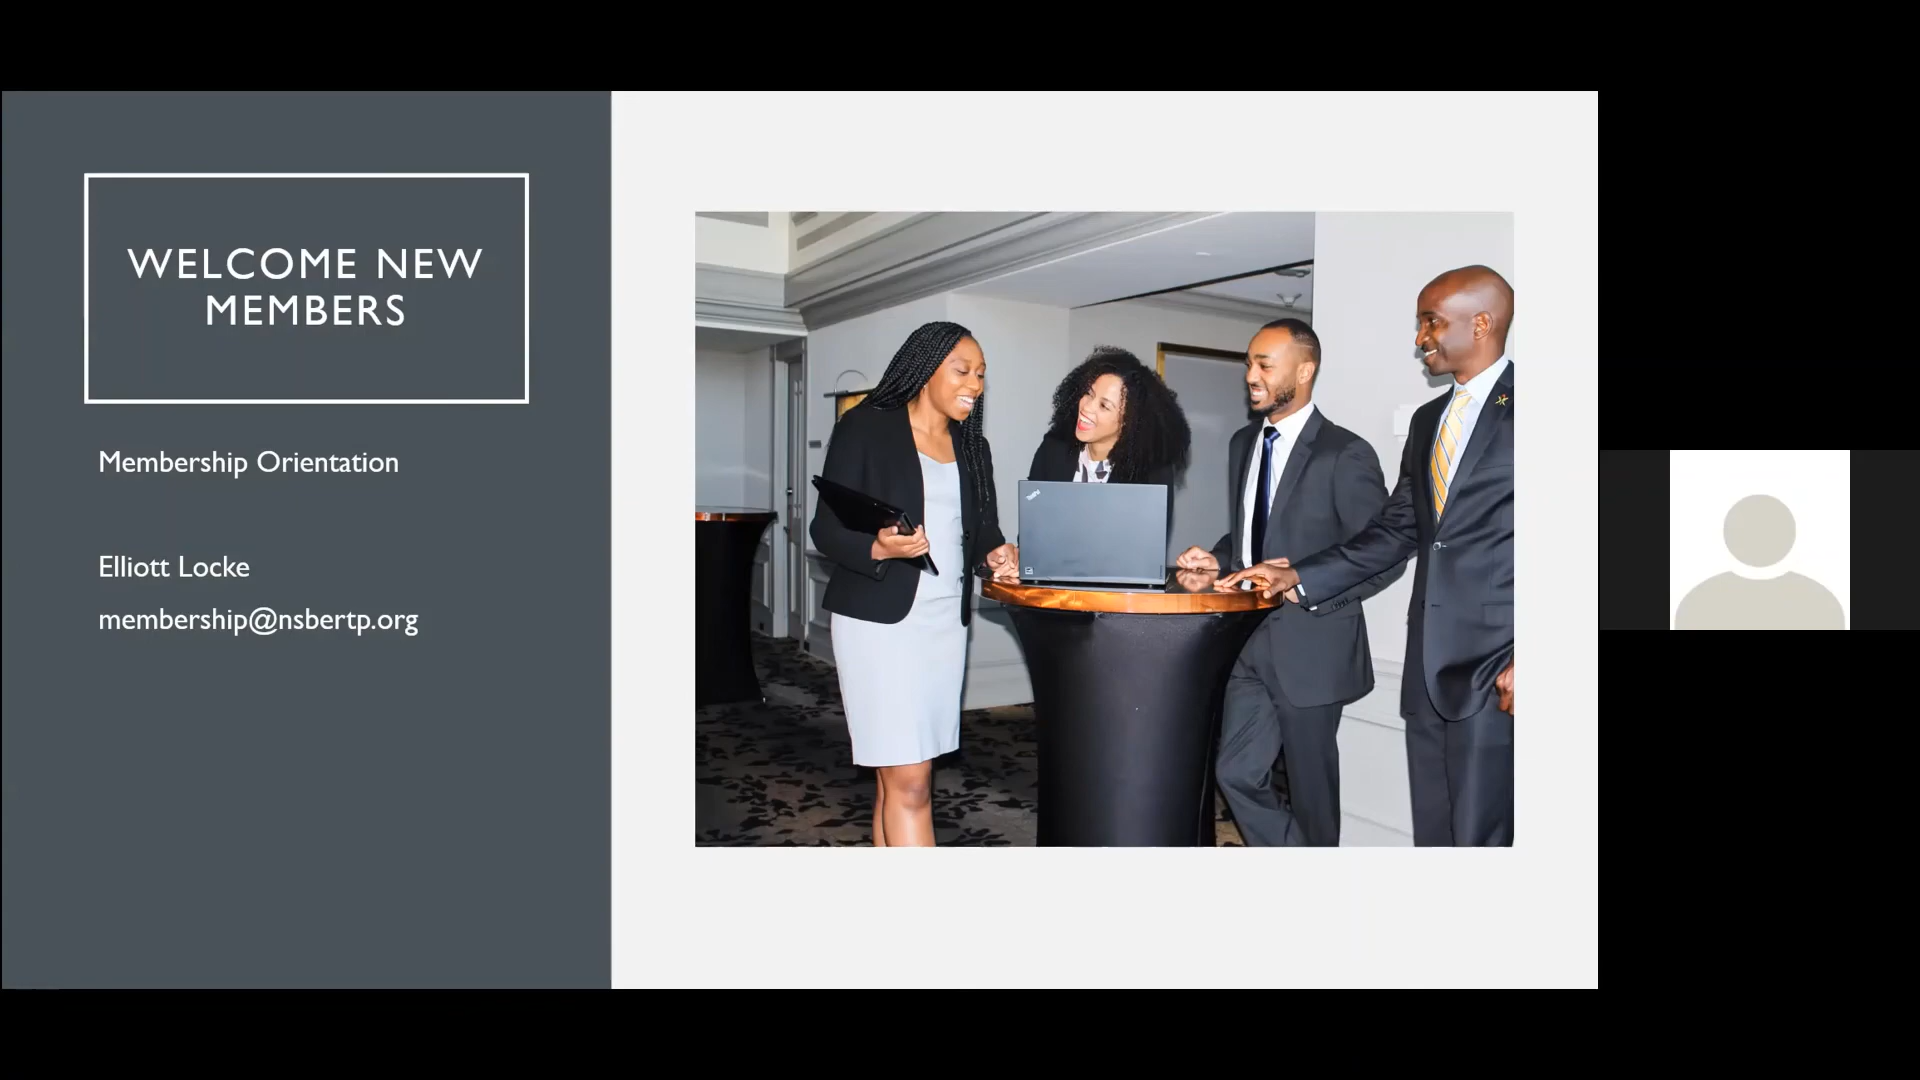 WELCOME NEW
MEMBERS
Membership Orientation
Elliott Locke
membership@nsbertp.org